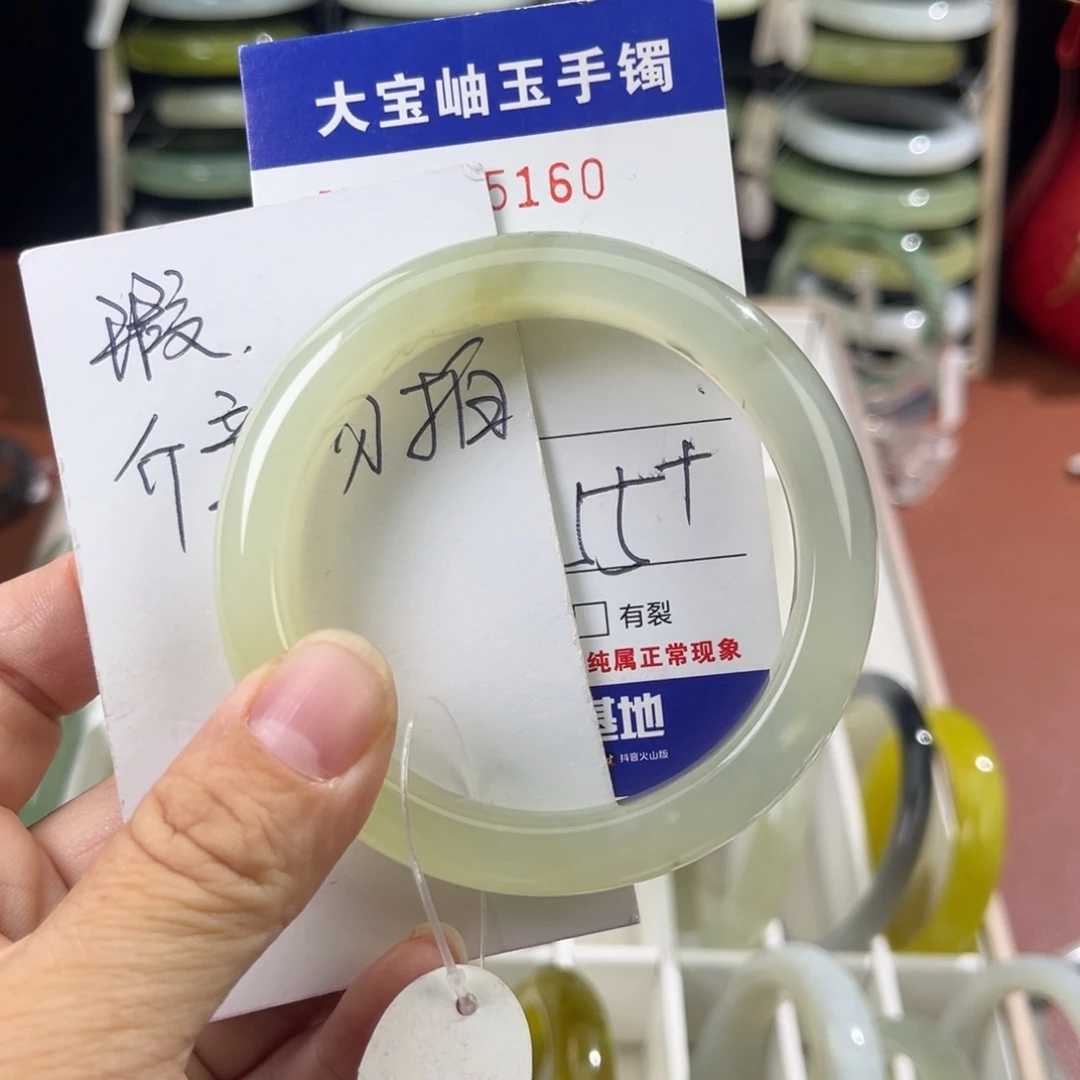 大宝岫玉手镯
5160
瑕
介意勿拍
有裂
纯属正常现象
基地
抖音火山版